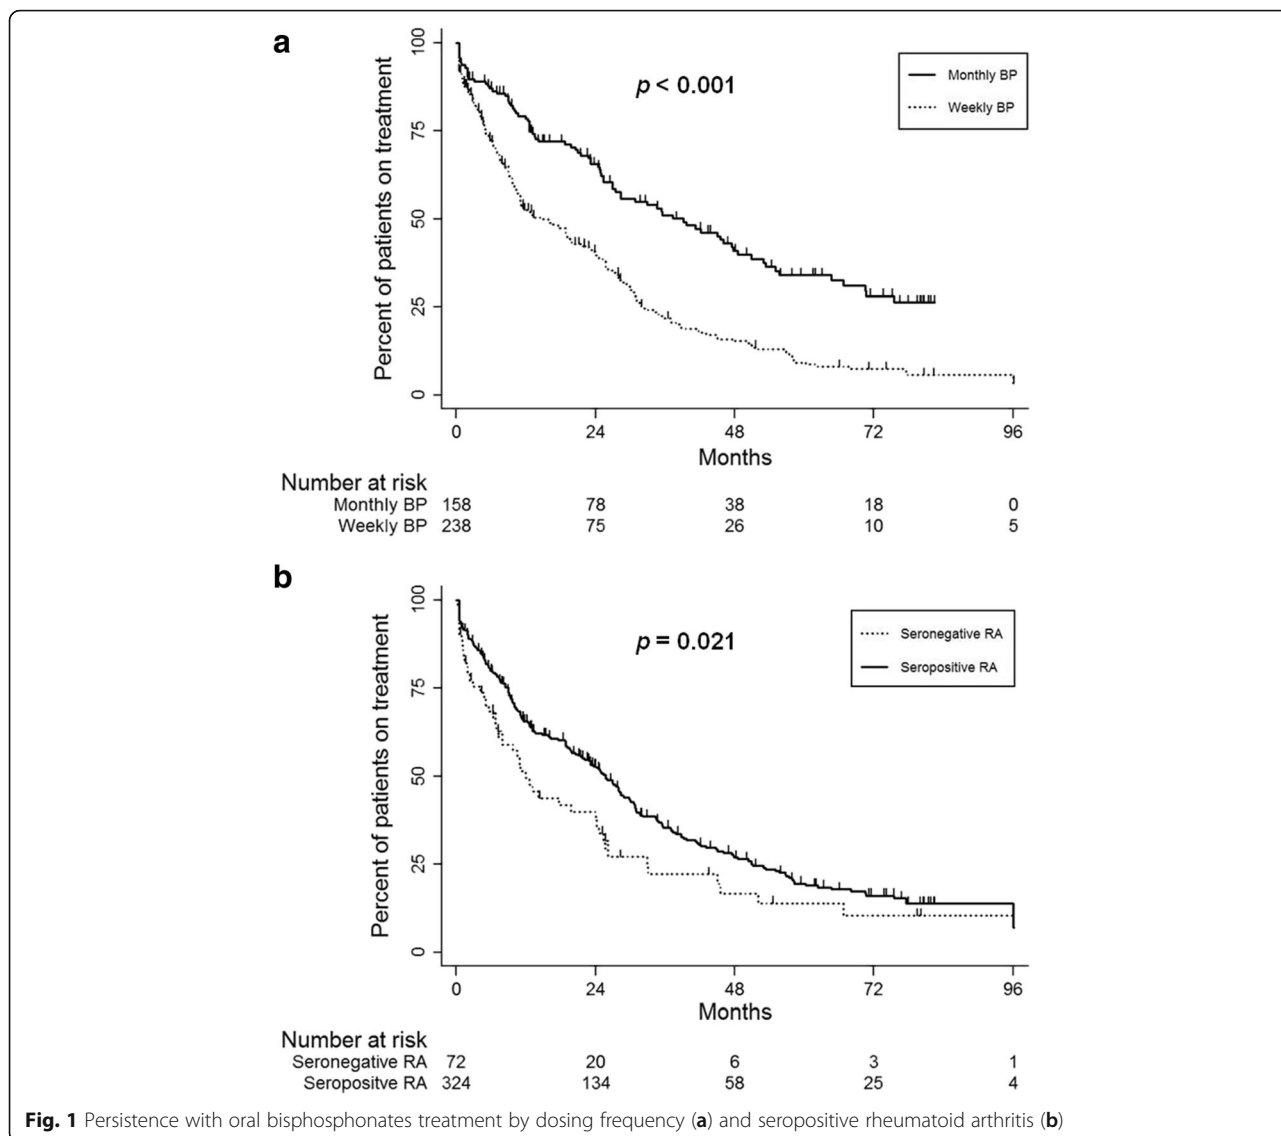 a
100
75
50
25
0
Percent of patients on treatment
p < 0.001
Monthly BP
Weekly BP
0 24 48 72 96
Months
Number at risk
Monthly BP 158 78 38 18 0
Weekly BP 238 75 26 10 5
b
100
75
50
25
0
Percent of patients on treatment
p = 0.021
Seronegative RA
Seropositive RA
0 24 48 72 96
Months
Number at risk
Seronegative RA 72 20 6 3 1
Seropositve RA 324 134 58 25 4
Fig. 1 Persistence with oral bisphosphonates treatment by dosing frequency (a) and seropositive rheumatoid arthritis (b)